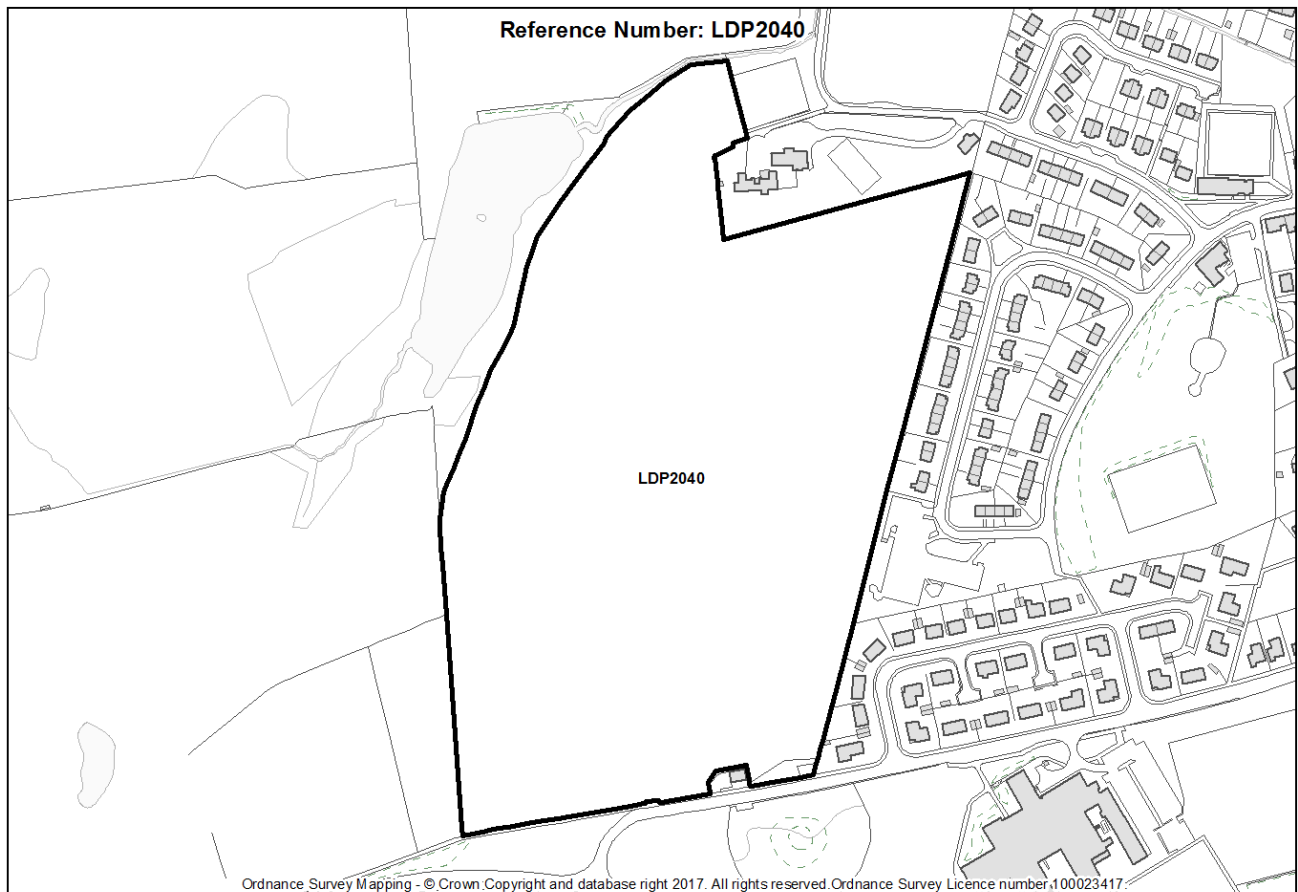 Reference Number: LDP2040
LDP2040
Ordnance Survey Mapping - © Crown Copyright and database right 2017. All rights reserved.Ordnance Survey Licence number 100023417.